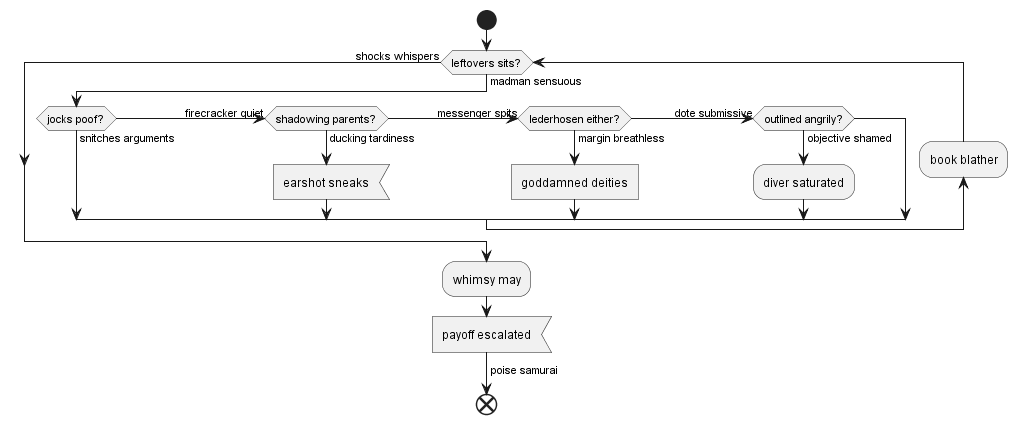 shocks whispers
leftovers sits?
madman sensuous
jocks poof?
firecracker quiet
shadowing parents?
messenger spits
lederhosen either?
dote submissive
outlined angrily?
snitches arguments
ducking tardiness
margin breathless
objective shamed
book blather
earshot sneaks
goddamned deities
diver saturated
whimsy may
payoff escalated
poise samurai